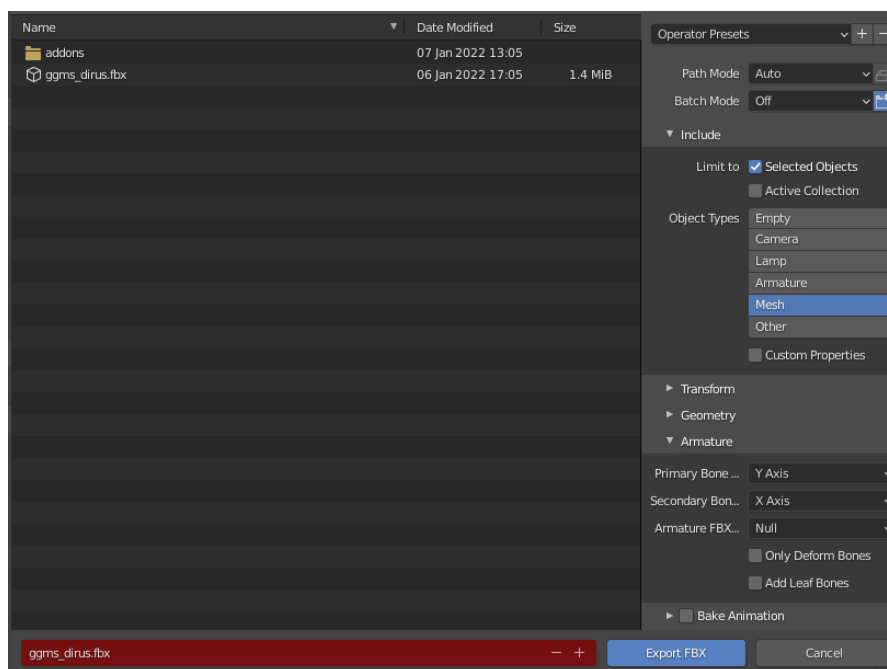 Name Date Modified Size
addons 07 Jan 2022 13:05
ggms_dirus.fbx 06 Jan 2022 17:05 1.4 MiB
Operator Presets
Path Mode Auto
Batch Mode Off
Include
Limit to Selected Objects
Active Collection
Object Types Empty
Camera
Lamp
Armature
Mesh
Other
Custom Properties
Transform
Geometry
Armature
Primary Bone ... Y Axis
Secondary Bon... X Axis
Armature FBX... Null
Only Deform Bones
Add Leaf Bones
Bake Animation
ggms_dirus.fbx
Export FBX Cancel